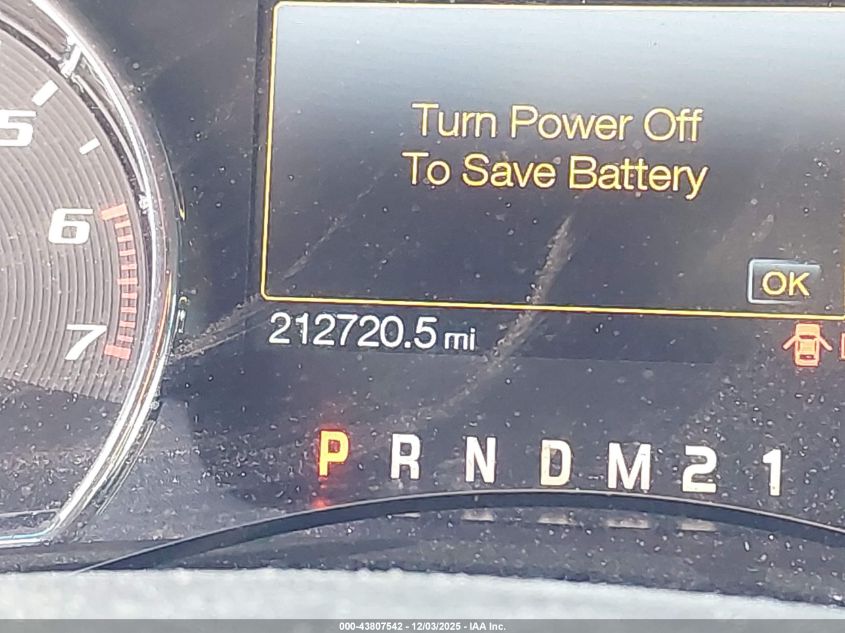 5
6
7
Turn Power Off
To Save Battery
OK
212720.5 mi
P R N D M 2 1
000-43807542 - 12/03/2025 - IAA Inc.